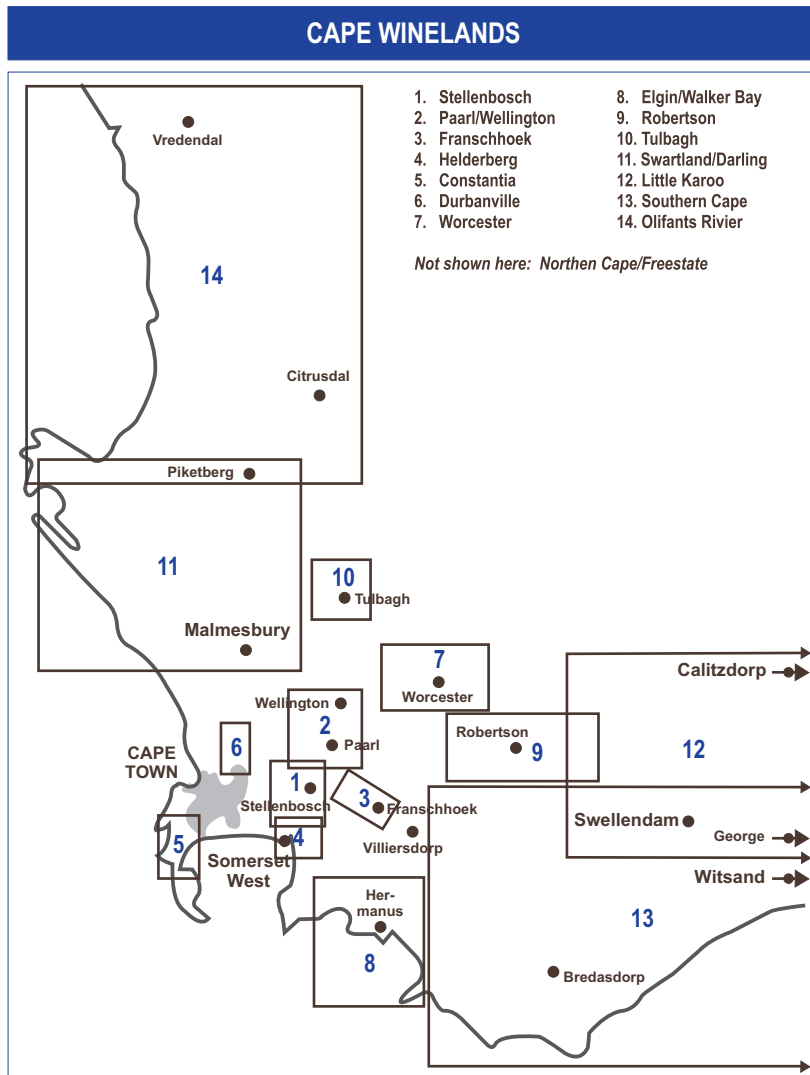 CAPE WINELANDS
1. Stellenbosch
2. Paarl/Wellington
3. Franschhoek
4. Helderberg
5. Constantia
6. Durbanville
7. Worcester
8. Elgin/Walker Bay
9. Robertson
10. Tulbagh
11. Swartland/Darling
12. Little Karoo
13. Southern Cape
14. Olifants Rivier
Not shown here: Northen Cape/Freestate
Vredendal
14
Citrusdal
Piketberg
11
10
Tulbagh
Malmesbury
7
Worcester
Calitzdorp
Wellington
2
Paarl
Robertson
9
12
6
CAPE
TOWN
1
Stellenbosch
3
Franschhoek
Swellendam
George
5
4
Villiersdorp
Somerset
West
Witsand
Her-
manus
8
13
Bredasdorp